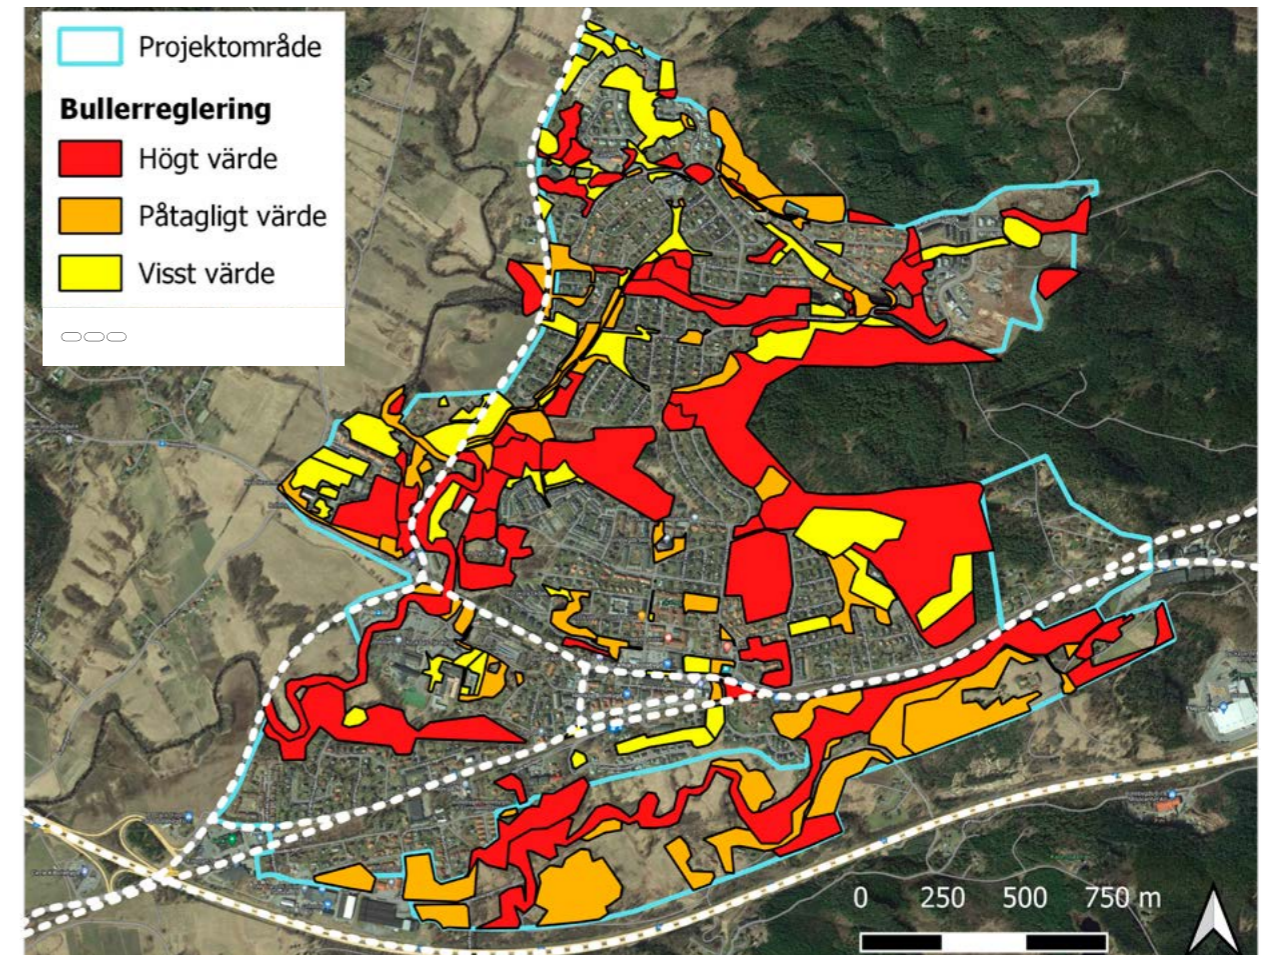 Projektområde
Bullerreglering
Högt värde
Påtagligt värde
Visst värde
0 250 500 750 m